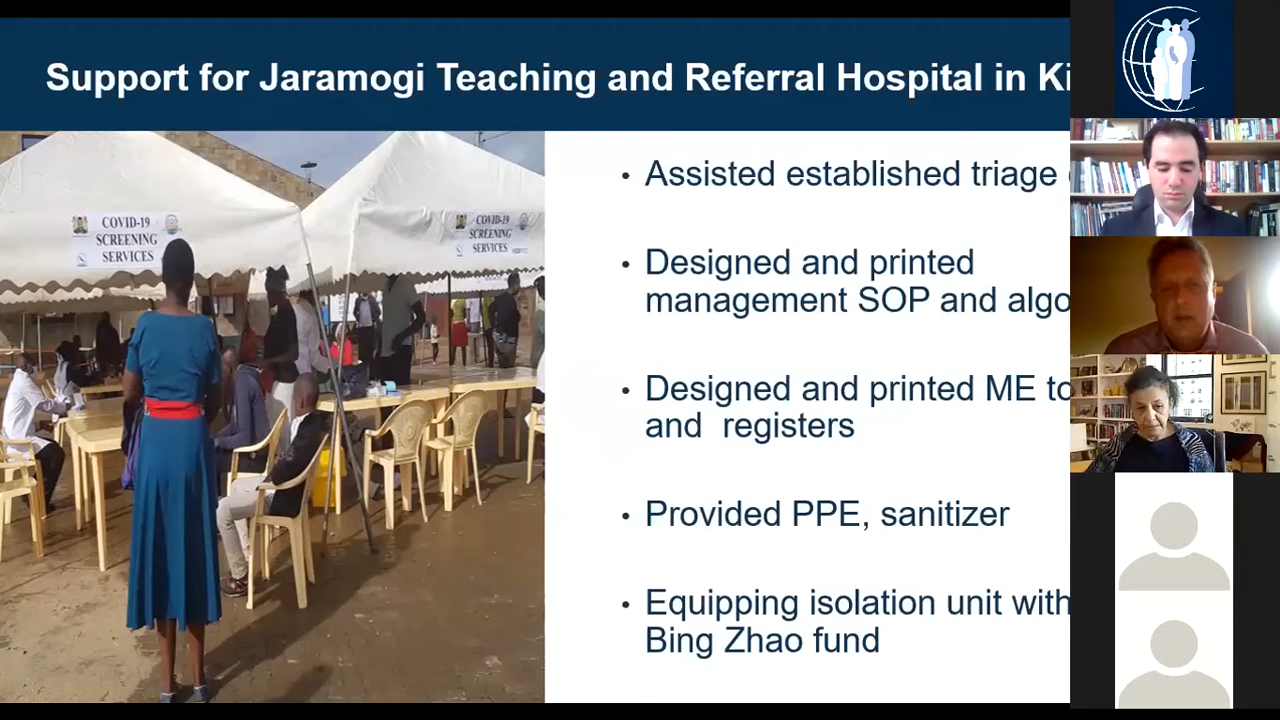 Support for Jaramogi Teaching and Referral Hospital in Ki
COVID-19
SCREENING
SERVICES
COVID-19
SCREENING
SERVICES
• Assisted established triage
• Designed and printed
management SOP and algo
• Designed and printed ME to
and registers
• Provided PPE, sanitizer
• Equipping isolation unit with
Bing Zhao fund